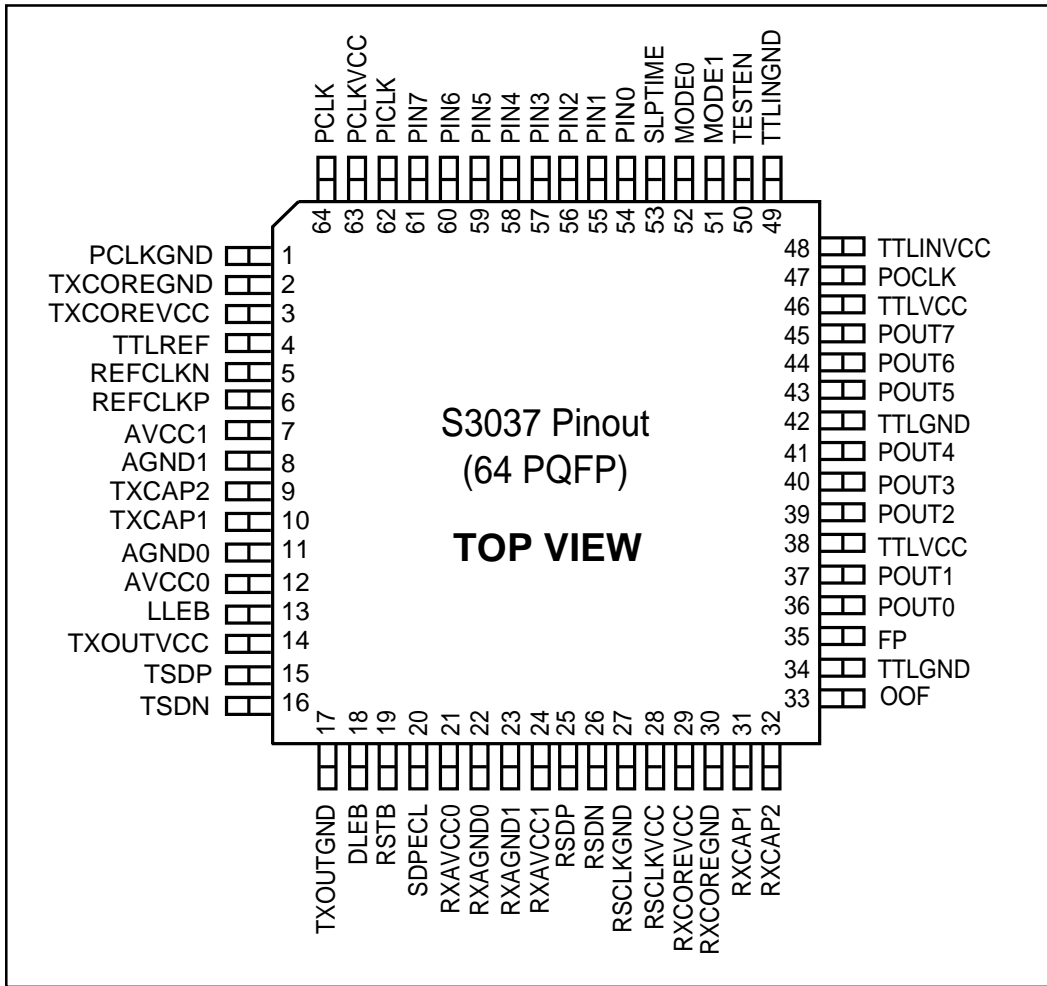 PCLK
PCLKVCC
PICLK
PIN7
PIN6
PIN5
PIN4
PIN3
PIN2
PIN1
PIN0
SLPTIME
MODE0
MODE1
TESTEN
TTLINGND
64
63
62
61
60
59
58
57
56
55
54
53
52
51
50
49
PCLKGND 1
TXCOREGND 2
TXCOREVCC 3
TTLREF 4
REFCLKN 5
REFCLKP 6
AVCC1 7
AGND1 8
TXCAP2 9
TXCAP1 10
AGND0 11
AVCC0 12
LLEB 13
TXOUTVCC 14
TSDP 15
TSDN 16
S3037 Pinout
(64 PQFP)
TOP VIEW
48 TTLINVCC
47 POCLK
46 TTLVCC
45 POUT7
44 POUT6
43 POUT5
42 TTLGND
41 POUT4
40 POUT3
39 POUT2
38 TTLVCC
37 POUT1
36 POUT0
35 FP
34 TTLGND
33 OOF
17
18
19
20
21
22
23
24
25
26
27
28
29
30
31
32
TXOUTGND
DLEB
RSTB
SDPECL
RXAVCC0
RXAGND0
RXAGND1
RXAVCC1
RSDP
RSDN
RSCLKGND
RSCLKVCC
RXCOREVCC
RXCOREGND
RXCAP1
RXCAP2